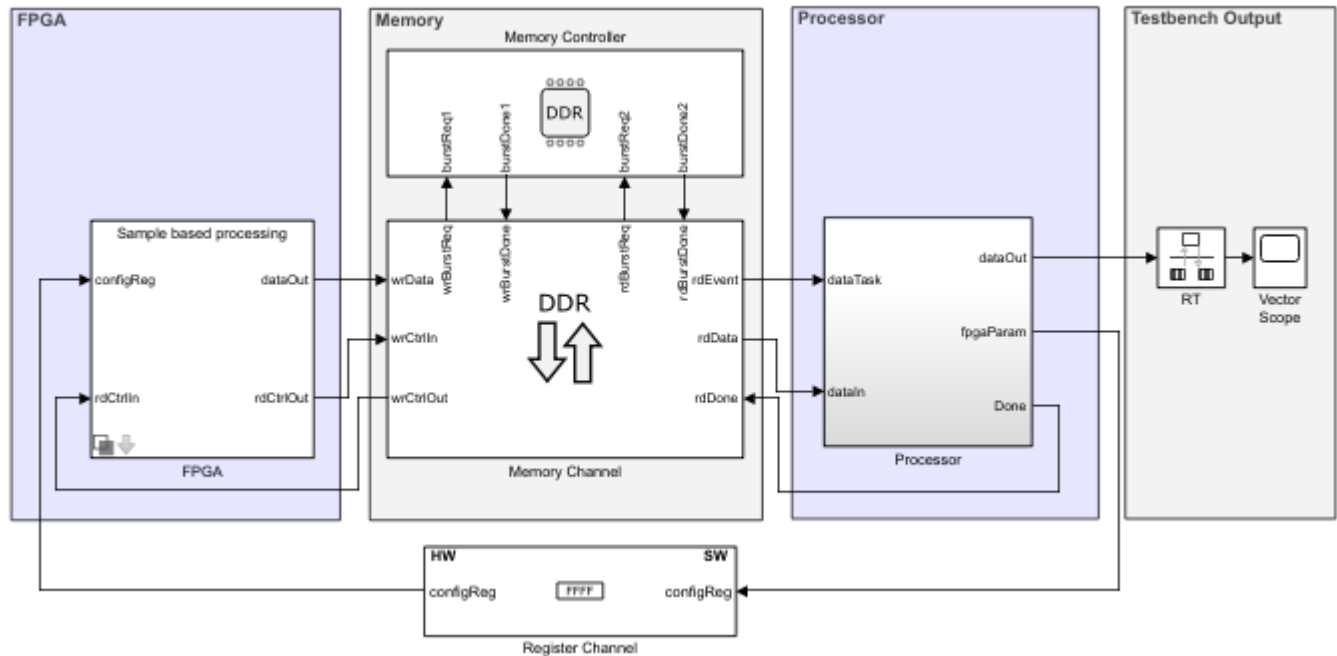 FPGA
Memory
Processor
Testbench Output
Memory Controller
DDR
burstReq1
burstDone1
burstReq2
burstDone2
Sample based processing
configReg
dataOut
rdCtrlIn
rdCtrlOut
FPGA
wrBurstReq
wrBurstDone
rdBurstReq
rdBurstDone
wrData
rdEvent
DDR
wrCtrlIn
rdData
wrCtrlOut
rdDone
Memory Channel
dataTask
dataOut
fpgaParam
dataIn
Done
Processor
RT
Vector
Scope
HW
SW
configReg
FFFF
configReg
Register Channel